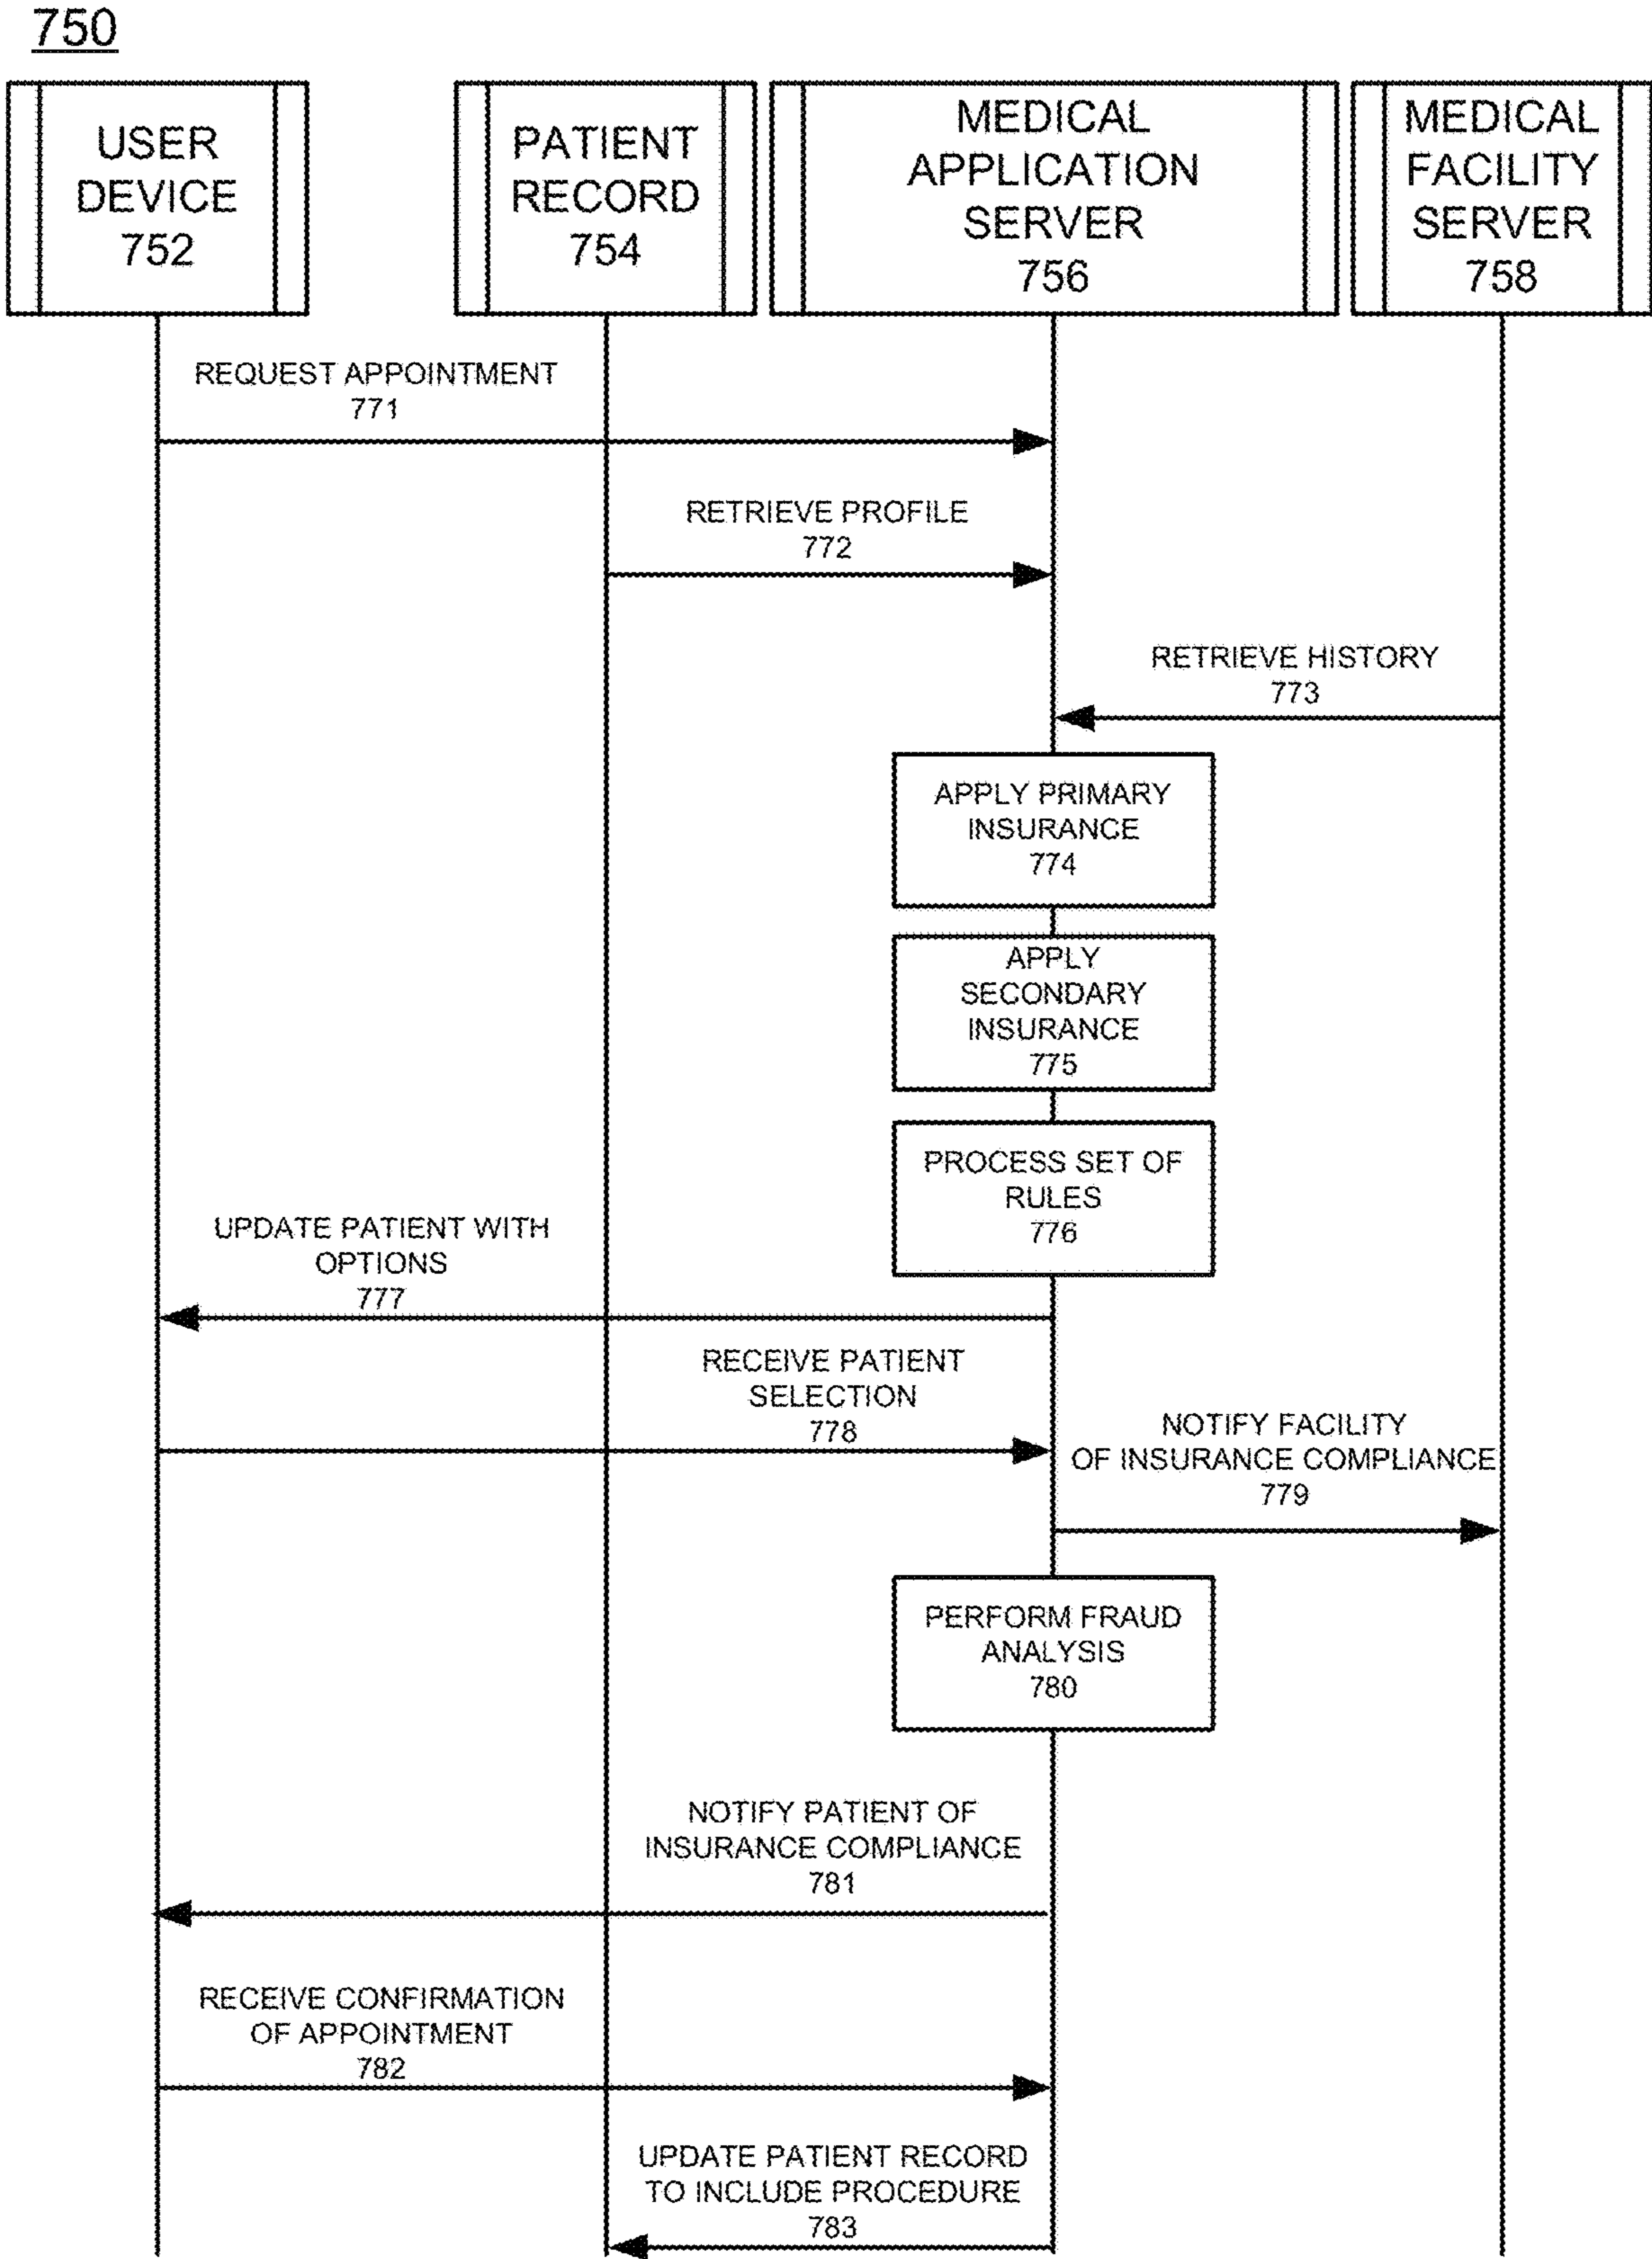 750
USER
DEVICE
752
PATIENT
RECORD
754
MEDICAL
APPLICATION
SERVER
756
MEDICAL
FACILITY
SERVER
758
REQUEST APPOINTMENT
771
RETRIEVE PROFILE
772
RETRIEVE HISTORY
773
APPLY PRIMARY
INSURANCE
774
APPLY
SECONDARY
INSURANCE
775
PROCESS SET OF
RULES
776
UPDATE PATIENT WITH
OPTIONS
777
RECEIVE PATIENT
SELECTION
778
NOTIFY FACILITY
OF INSURANCE COMPLIANCE
779
PERFORM FRAUD
ANALYSIS
780
NOTIFY PATIENT OF
INSURANCE COMPLIANCE
781
RECEIVE CONFIRMATION
OF APPOINTMENT
782
UPDATE PATIENT RECORD
TO INCLUDE PROCEDURE
783